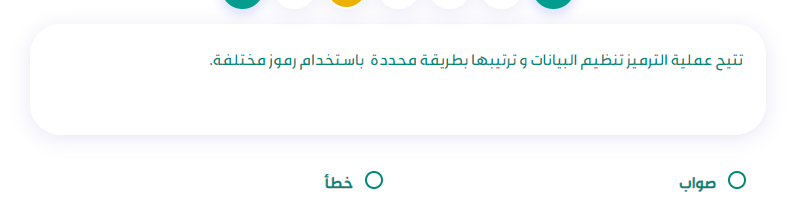 تتيح عملية الترميز تنظيم البيانات و ترتيبها بطريقة محددة باستخدام رموز مختلفة.
صواب
خطأ